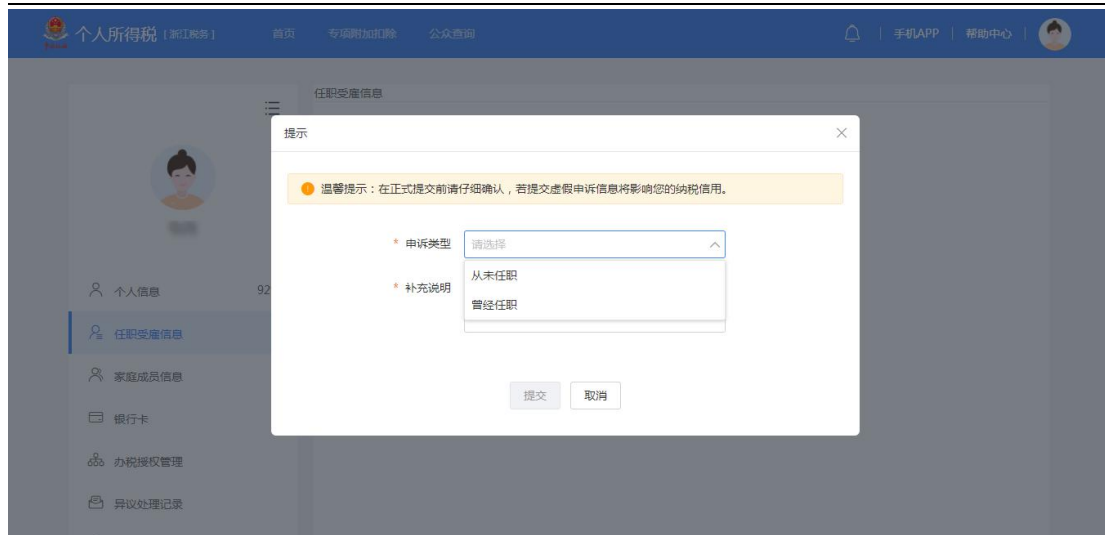 个人所得税 [ 浙江税务 ] 首页 专项附加扣除 公众查询 手机APP | 帮助中心 |
任职受雇信息
提示
温馨提示：在正式提交前请仔细确认，若提交虚假申诉信息将影响您的纳税信用。
* 申诉类型 请选择
从未任职
* 补充说明
曾经任职
提交 取消
个人信息 92
任职受雇信息
家庭成员信息
银行卡
办税授权管理
异议处理记录